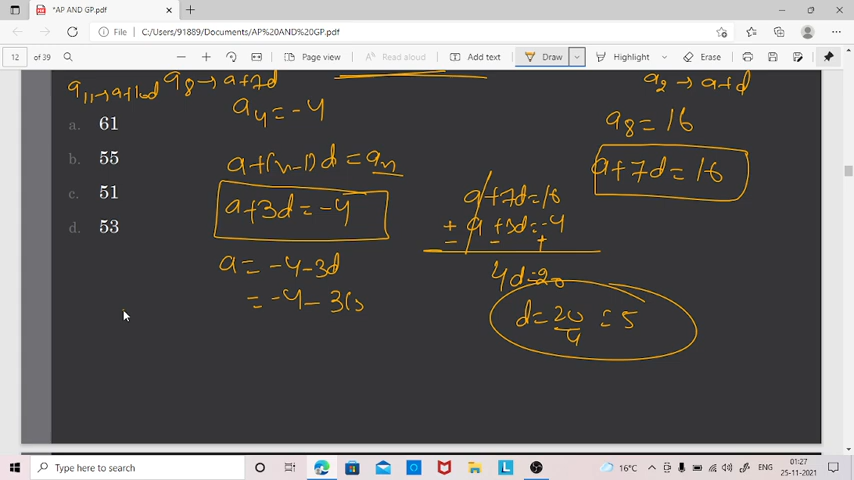 *AP AND GP.pdf
File C:/Users/91889/Documents/AP%20AND%20GP.pdf
12 of 39 Page view Read aloud Add text Draw Highlight Erase
a11→a+10d a8→a+7d a2→a+d
a4=-4
a8=16
a. 61
b. 55
a+(n-1)d=an
a+7d=16
c. 51
a+7d=16
a+3d=-4
+ a+3d=-4
- - +
d. 53
a=-4-3d
4d=20
=-4-3(5
d=20/4=5
Type here to search
16°C ENG 01:27
25-11-2021